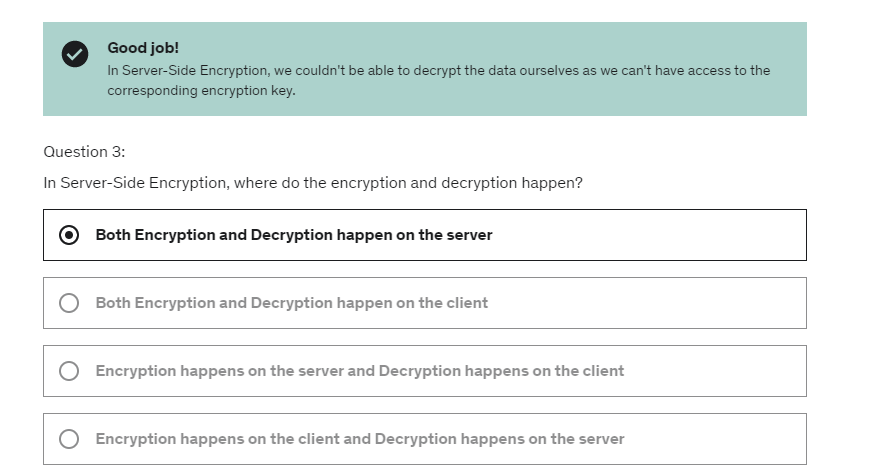 Good job!
In Server-Side Encryption, we couldn't be able to decrypt the data ourselves as we can't have access to the
corresponding encryption key.
Question 3:
In Server-Side Encryption, where do the encryption and decryption happen?
Both Encryption and Decryption happen on the server
Both Encryption and Decryption happen on the client
Encryption happens on the server and Decryption happens on the client
Encryption happens on the client and Decryption happens on the server